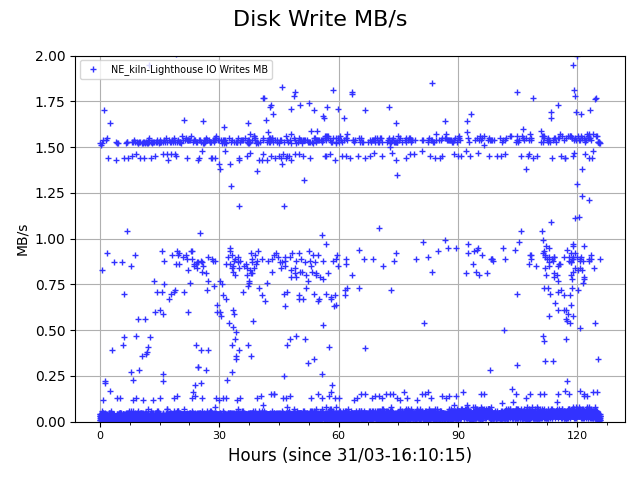 Disk Write MB/s
NE_kiln-Lighthouse IO Writes MB
MB/s
2.00
1.75
1.50
1.25
1.00
0.75
0.50
0.25
0.00
0 30 60 90 120
Hours (since 31/03-16:10:15)